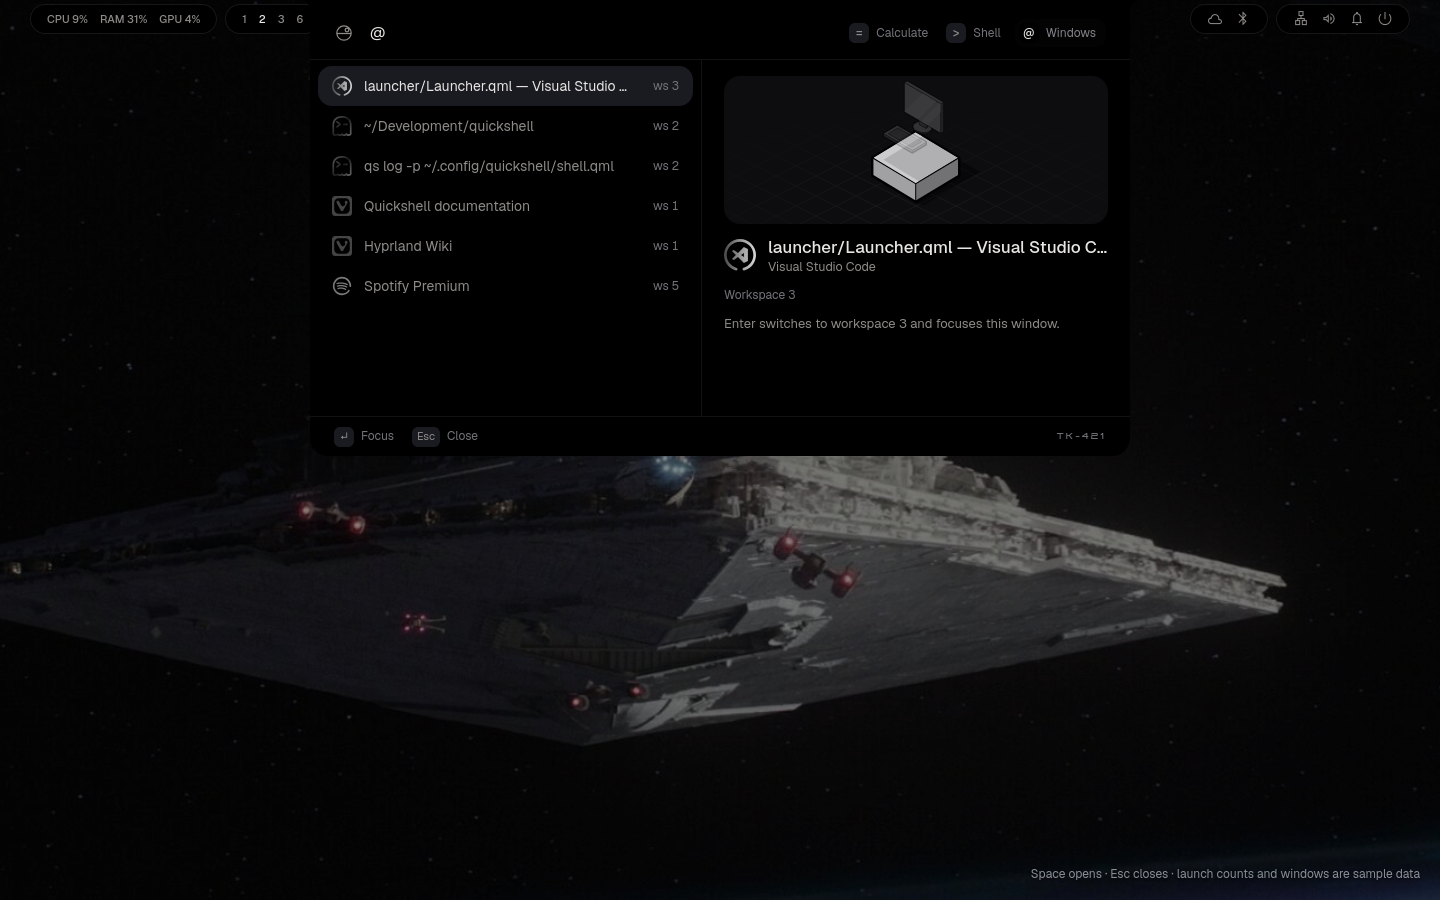 CPU 9% RAM 31% GPU 4%
1 2 3 6
@
= Calculate > Shell @ Windows
launcher/Launcher.qml — Visual Studio ... ws 3
~/Development/quickshell ws 2
qs log -p ~/.config/quickshell/shell.qml ws 2
Quickshell documentation ws 1
Hyprland Wiki ws 1
Spotify Premium ws 5
launcher/Launcher.qml — Visual Studio C...
Visual Studio Code
Workspace 3
Enter switches to workspace 3 and focuses this window.
↵ Focus Esc Close
TK-421
Space opens · Esc closes · launch counts and windows are sample data